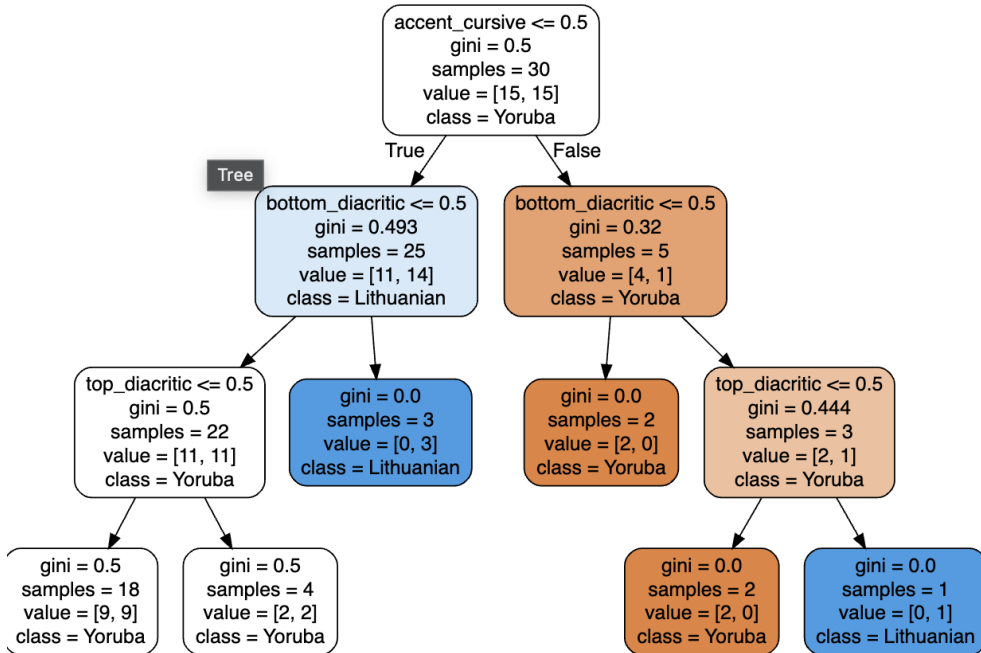 accent_cursive <= 0.5
gini = 0.5
samples = 30
value = [15, 15]
class = Yoruba
True
False
Tree
bottom_diacritic <= 0.5
gini = 0.493
samples = 25
value = [11, 14]
class = Lithuanian
bottom_diacritic <= 0.5
gini = 0.32
samples = 5
value = [4, 1]
class = Yoruba
top_diacritic <= 0.5
gini = 0.5
samples = 22
value = [11, 11]
class = Yoruba
gini = 0.0
samples = 3
value = [0, 3]
class = Lithuanian
gini = 0.0
samples = 2
value = [2, 0]
class = Yoruba
top_diacritic <= 0.5
gini = 0.444
samples = 3
value = [2, 1]
class = Yoruba
gini = 0.5
samples = 18
value = [9, 9]
class = Yoruba
gini = 0.5
samples = 4
value = [2, 2]
class = Yoruba
gini = 0.0
samples = 2
value = [2, 0]
class = Yoruba
gini = 0.0
samples = 1
value = [0, 1]
class = Lithuanian